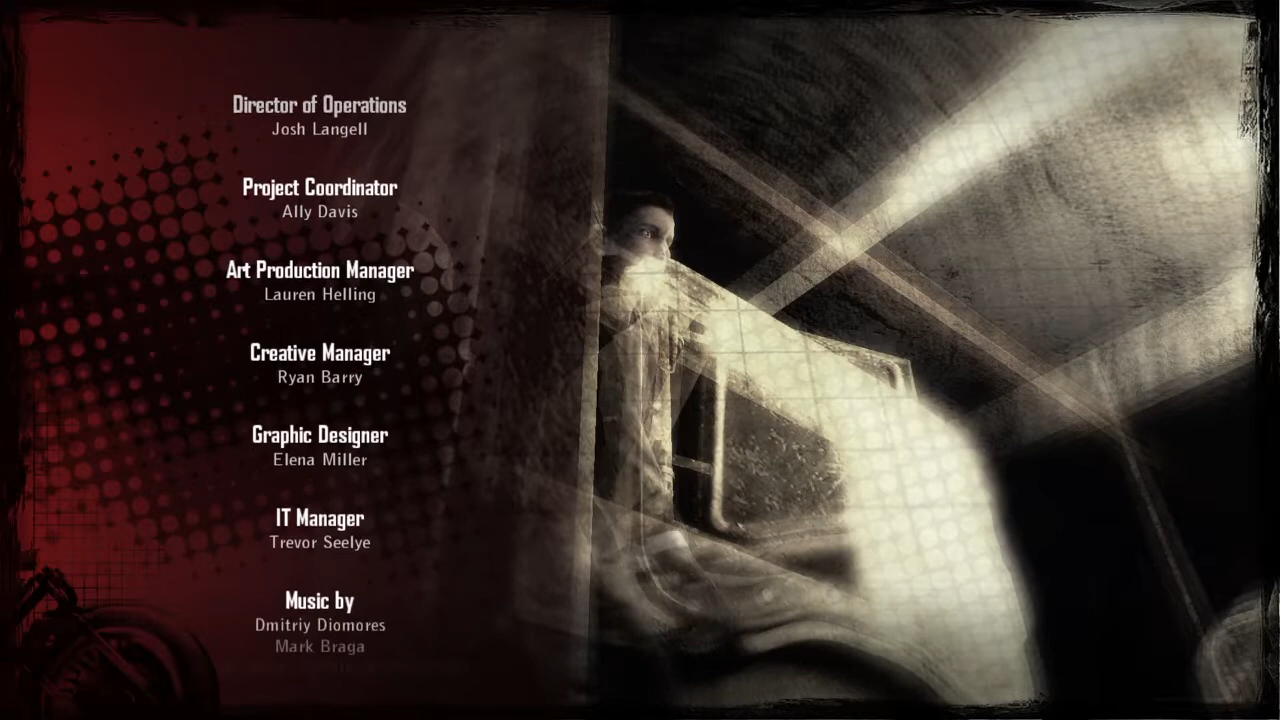 Director of Operations
Josh Langell
Project Coordinator
Ally Davis
Art Production Manager
Lauren Helling
Creative Manager
Ryan Barry
Graphic Designer
Elena Miller
IT Manager
Trevor Seelye
Music by
Dmitriy Diomores
Mark Braga